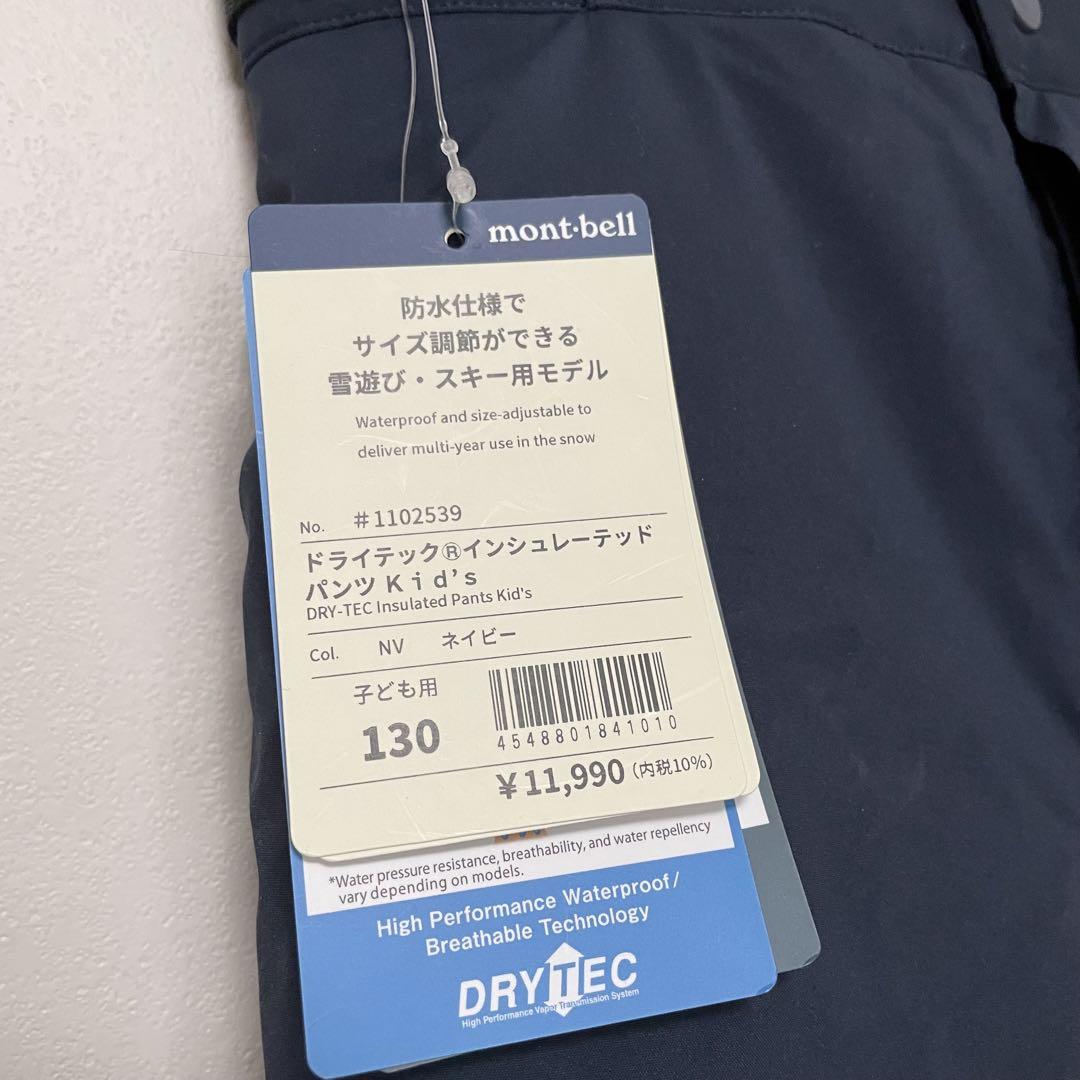 mont·bell
防水仕様で
サイズ調節ができる
雪遊び・スキー用モデル
Waterproof and size-adjustable to
deliver multi-year use in the snow
No. #1102539
ドライテック®インシュレーテッド
パンツ Kid's
DRY-TEC Insulated Pants Kid's
Col. NV ネイビー
子ども用
130
4548801841010
¥11,990(内税10%)
*Water pressure resistance, breathability, and water repellency
vary depending on models.
High Performance Waterproof/
Breathable Technology
DRYTEC
High Performance Vapor Transmission System